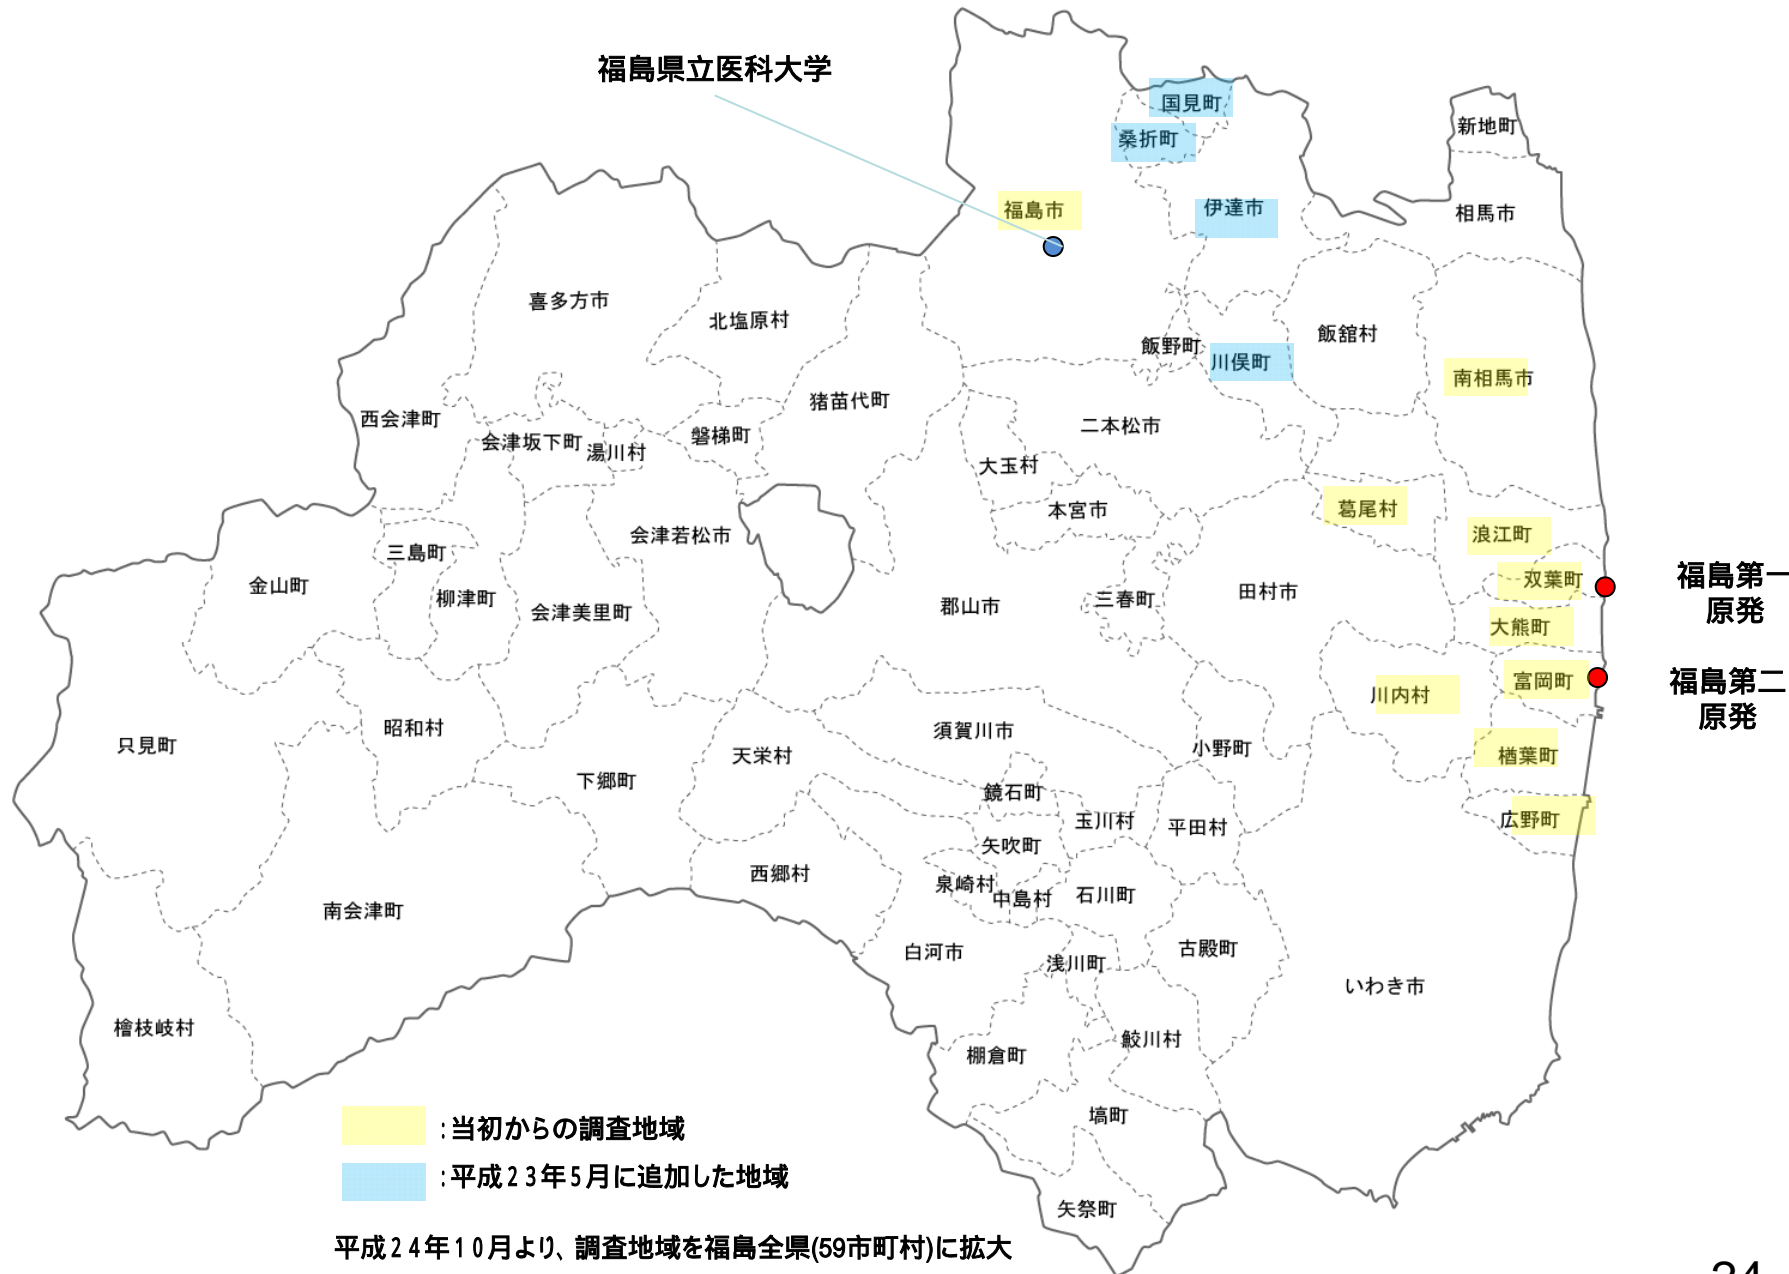 福島県立医科大学
国見町
桑折町
新地町
福島市
伊達市
相馬市
喜多方市
北塩原村
飯野町
川俣町
飯舘村
南相馬市
西会津町
会津坂下町
湯川村
磐梯町
猪苗代町
二本松市
大玉村
本宮市
葛尾村
浪江町
三島町
会津若松市
金山町
柳津町
会津美里町
郡山市
三春町
田村市
双葉町
福島第一
原発
大熊町
川内村
富岡町
福島第二
原発
只見町
昭和村
下郷町
天栄村
須賀川市
小野町
楢葉町
鏡石町
玉川村
平田村
広野町
矢吹町
西郷村
泉崎村
中島村
石川町
南会津町
白河市
浅川町
古殿町
いわき市
檜枝岐村
棚倉町
鮫川村
塙町
矢祭町
:当初からの調査地域
:平成23年5月に追加した地域
平成24年10月より、調査地域を福島全県(59市町村)に拡大